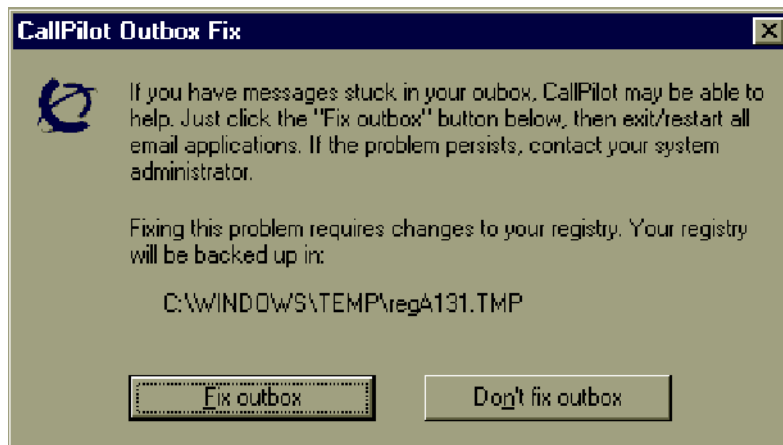 CallPilot Outbox Fix
If you have messages stuck in your oubox, CallPilot may be able to
help. Just click the "Fix outbox" button below, then exit/restart all
email applications. If the problem persists, contact your system
administrator.
Fixing this problem requires changes to your registry. Your registry
will be backed up in:
C:\WINDOWS\TEMP\regA131.TMP
Fix outbox
Don't fix outbox